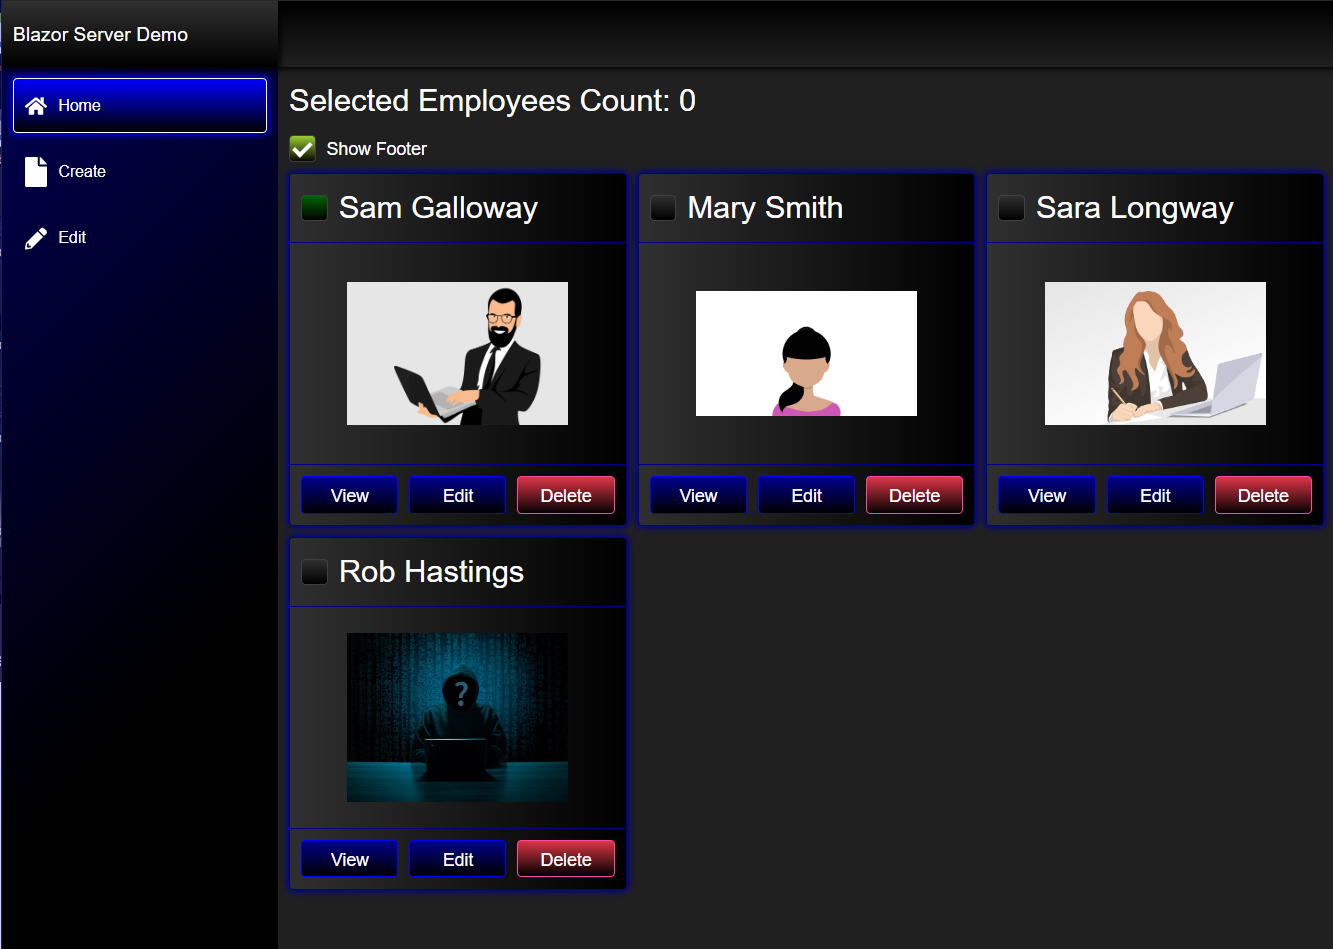 Blazor Server Demo
Home
Create
Edit
Selected Employees Count: 0
Show Footer
Sam Galloway
View
Edit
Delete
Mary Smith
View
Edit
Delete
Sara Longway
View
Edit
Delete
Rob Hastings
?
View
Edit
Delete